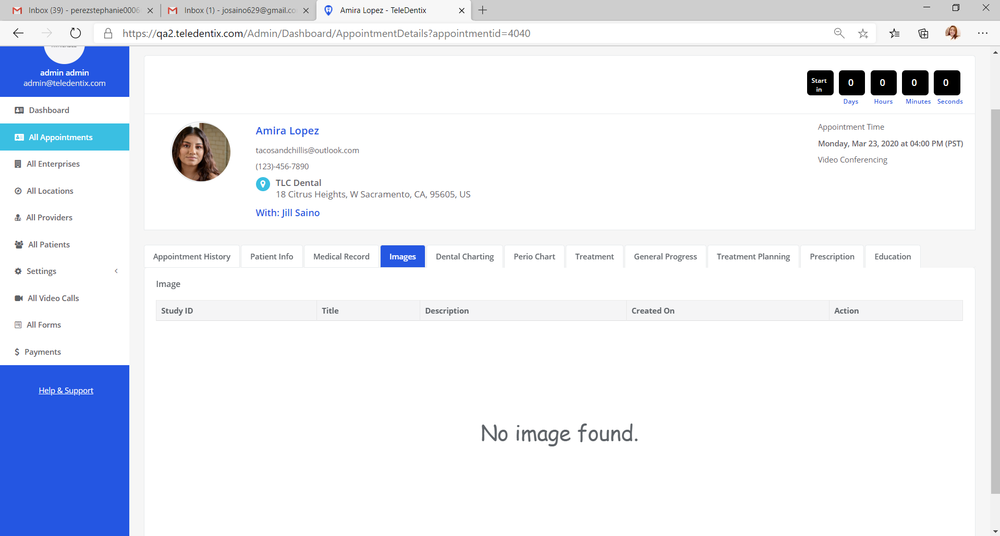 Inbox (39) - perezstephanie0006
Inbox (1) - josaino629@gmail.co
Amira Lopez - TeleDentix
https://qa2.teledentix.com/Admin/Dashboard/AppointmentDetails?appointmentid=4040
admin admin
admin@teledentix.com
Dashboard
All Appointments
All Enterprises
All Locations
All Providers
All Patients
Settings
All Video Calls
All Forms
$ Payments
Help & Support
Start in
0 0 0 0
Days Hours Minutes Seconds
Amira Lopez
tacosandchillis@outlook.com
(123)-456-7890
TLC Dental
18 Citrus Heights, W Sacramento, CA, 95605, US
With: Jill Saino
Appointment Time
Monday, Mar 23, 2020 at 04:00 PM (PST)
Video Conferencing
Appointment History Patient Info Medical Record Images Dental Charting Perio Chart Treatment General Progress Treatment Planning Prescription Education
Image
Study ID Title Description Created On Action
No image found.